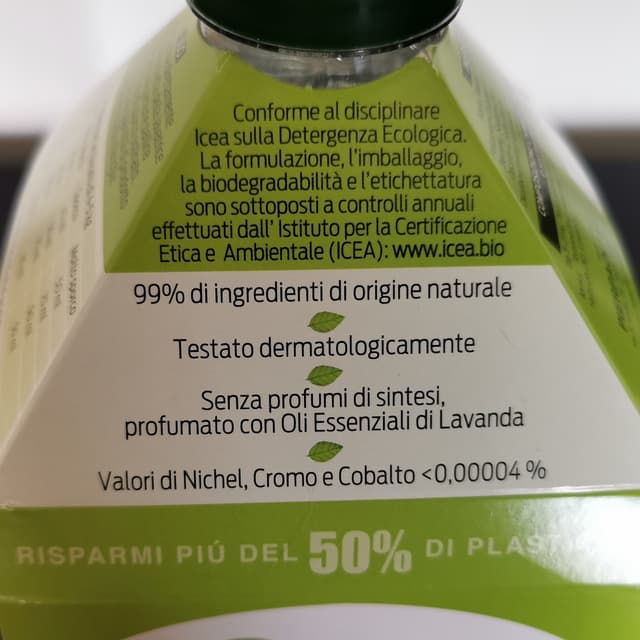 Conforme al disciplinare
Icea sulla Detergenza Ecologica.
La formulazione, l'imballaggio,
la biodegradabilità e l'etichettatura
sono sottoposti a controlli annuali
effettuati dall' Istituto per la Certificazione
Etica e Ambientale (ICEA): www.icea.bio
99% di ingredienti di origine naturale
Testato dermatologicamente
Senza profumi di sintesi,
profumato con Oli Essenziali di Lavanda
Valori di Nichel, Cromo e Cobalto <0,00004 %
RISPARMI PIÚ DEL 50% DI